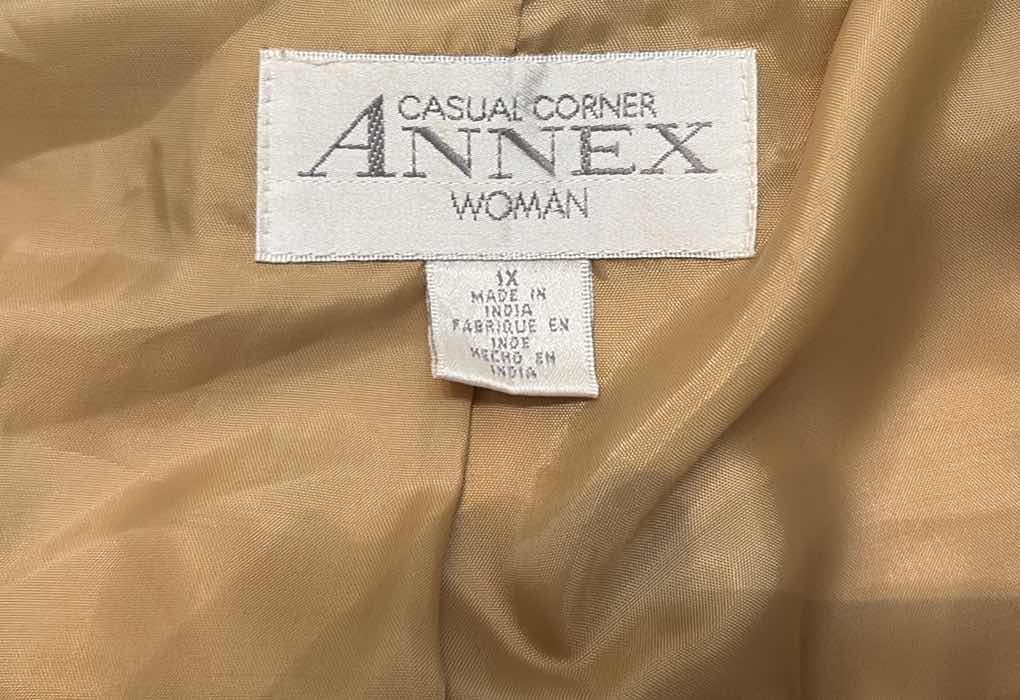 CASUAL CORNER
ANNEX
WOMAN
1X
MADE IN
INDIA
FABRIQUE EN
INDE
HECHO EN
INDIA